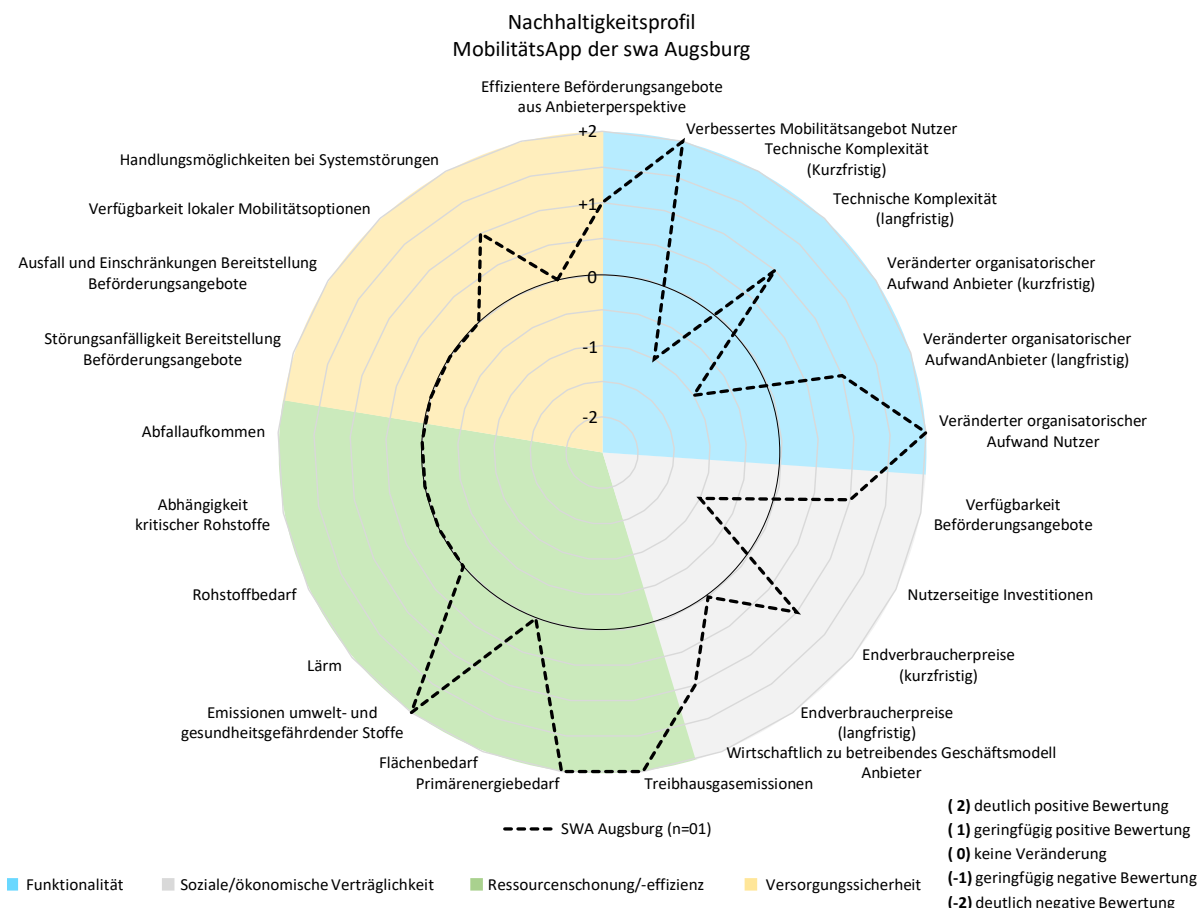 Nachhaltigkeitsprofil
MobilitätsApp der swa Augsburg
Effizientere Beförderungsangebote
aus Anbieterperspektive
Verbessertes Mobilitätsangebot Nutzer
Technische Komplexität
(Kurzfristig)
Technische Komplexität
(langfristig)
Veränderter organisatorischer
Aufwand Anbieter (kurzfristig)
Veränderter organisatorischer
AufwandAnbieter (langfristig)
Veränderter organisatorischer
Aufwand Nutzer
Verfügbarkeit
Beförderungsangebote
Nutzerseitige Investitionen
Endverbraucherpreise
(kurzfristig)
Endverbraucherpreise
(langfristig)
Wirtschaftlich zu betreibendes Geschäftsmodell
Anbieter
Treibhausgasemissionen
Primärenergiebedarf
Flächenbedarf
Emissionen umwelt- und
gesundheitsgefährdender Stoffe
Lärm
Rohstoffbedarf
Abhängigkeit
kritischer Rohstoffe
Abfallaufkommen
Störungsanfälligkeit Bereitstellung
Beförderungsangebote
Ausfall und Einschränkungen Bereitstellung
Beförderungsangebote
Verfügbarkeit lokaler Mobilitätsoptionen
Handlungsmöglichkeiten bei Systemstörungen
+2
+1
0
-1
-2
SWA Augsburg (n=01)
Funktionalität
Soziale/ökonomische Verträglichkeit
Ressourcenschonung/-effizienz
Versorgungssicherheit
( 2) deutlich positive Bewertung
( 1) geringfügig positive Bewertung
( 0) keine Veränderung
(-1) geringfügig negative Bewertung
(-2) deutlich negative Bewertung